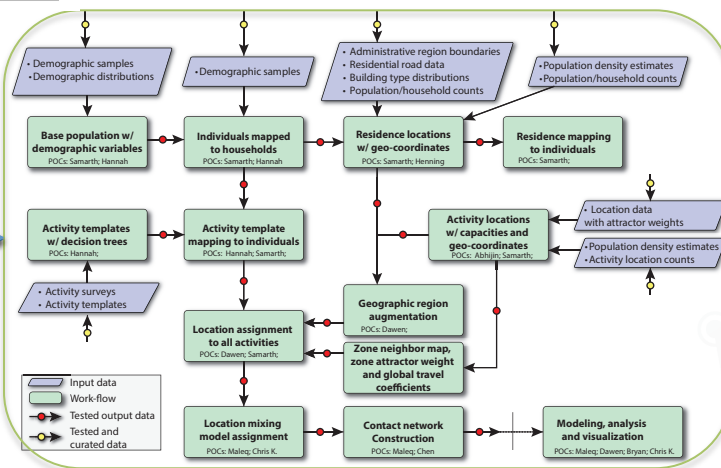 • Demographic samples
• Demographic distributions
• Demographic samples
• Administrative region boundaries
• Residential road data
• Building type distributions
• Population/household counts
• Population density estimates
• Population/household counts
Base population w/
demographic variables
POCs: Samarth; Hannah
Individuals mapped
to households
POCs: Samarth; Hannah
Residence locations
w/ geo-coordinates
POCs: Samarth; Henning
Residence mapping
to individuals
POCs: Samarth;
Activity templates
w/ decision trees
POCs: Hannah;
Activity template
mapping to individuals
POCs: Hannah; Samarth;
Activity locations
w/ capacities and
geo-coordinates
POCs: Abhijin; Samarth;
• Location data
with attractor weights
• Population density estimates
• Activity location counts
• Activity surveys
• Activity templates
Geographic region
augmentation
POCs: Dawen;
Location assignment
to all activities
POCs: Dawen; Samarth;
Zone neighbor map,
zone attractor weight
and global travel
coefficients
Input data
Work-flow
Tested output data
Tested and
curated data
Location mixing
model assignment
POCs: Maleq; Chris K.
Contact network
Construction
POCs: Maleq; Chen
Modeling, analysis
and visualization
POCs: Maleq; Dawen; Bryan; Chris K.